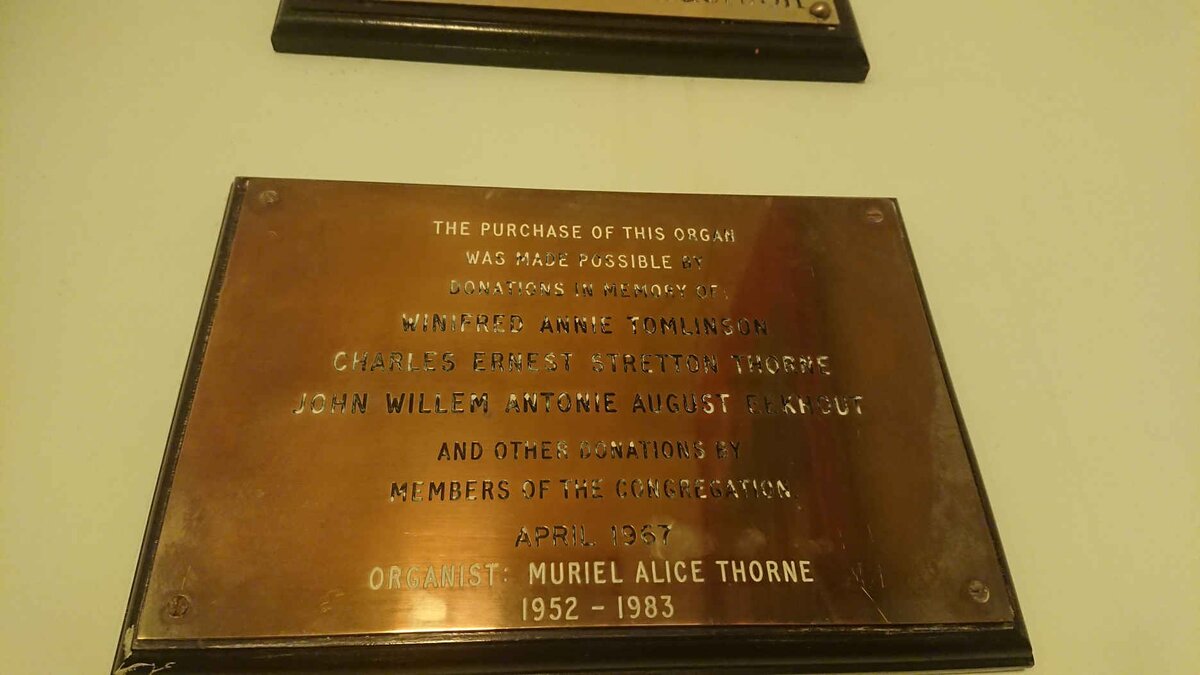 THE PURCHASE OF THIS ORGAN
WAS MADE POSSIBLE BY
DONATIONS IN MEMORY OF:
WINIFRED ANNIE TOMLINSON
CHARLES ERNEST STRETTON THORNE
JOHN WILLEM ANTONIE AUGUST EEKHOUT
AND OTHER DONATIONS BY
MEMBERS OF THE CONGREGATION.
APRIL 1967
ORGANIST: MURIEL ALICE THORNE
1952 - 1983